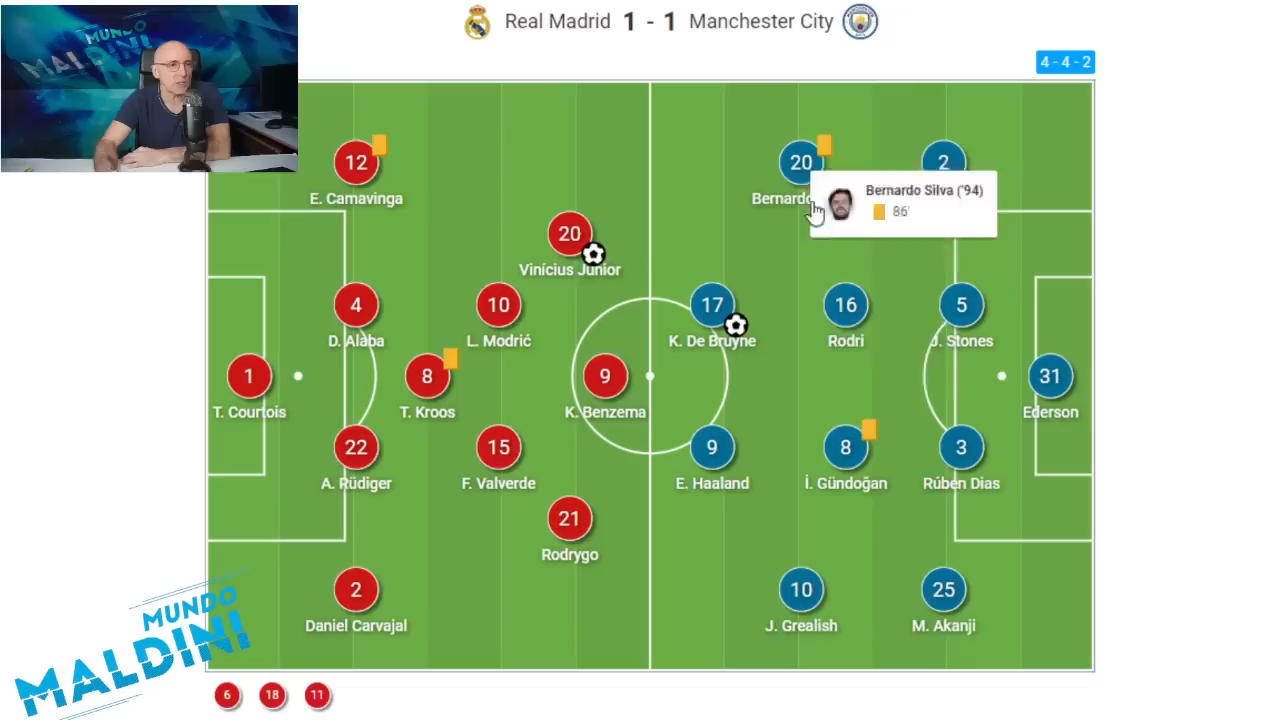 MUNDO
MALDINI
Real Madrid 1 - 1 Manchester City
4 - 4 - 2
12
E. Camavinga
20
Bernardo
2
Bernardo Silva ('94)
86'
20
Vinícius Júnior
4
D. Alaba
10
L. Modrić
17
K. De Bruyne
16
Rodri
5
J. Stones
1
T. Courtois
8
T. Kroos
9
K. Benzema
31
Ederson
22
A. Rüdiger
15
F. Valverde
9
E. Haaland
8
İ. Gündoğan
3
Rúben Dias
21
Rodrygo
2
Daniel Carvajal
10
J. Grealish
25
M. Akanji
MUNDO
MALDINI
6 18 11